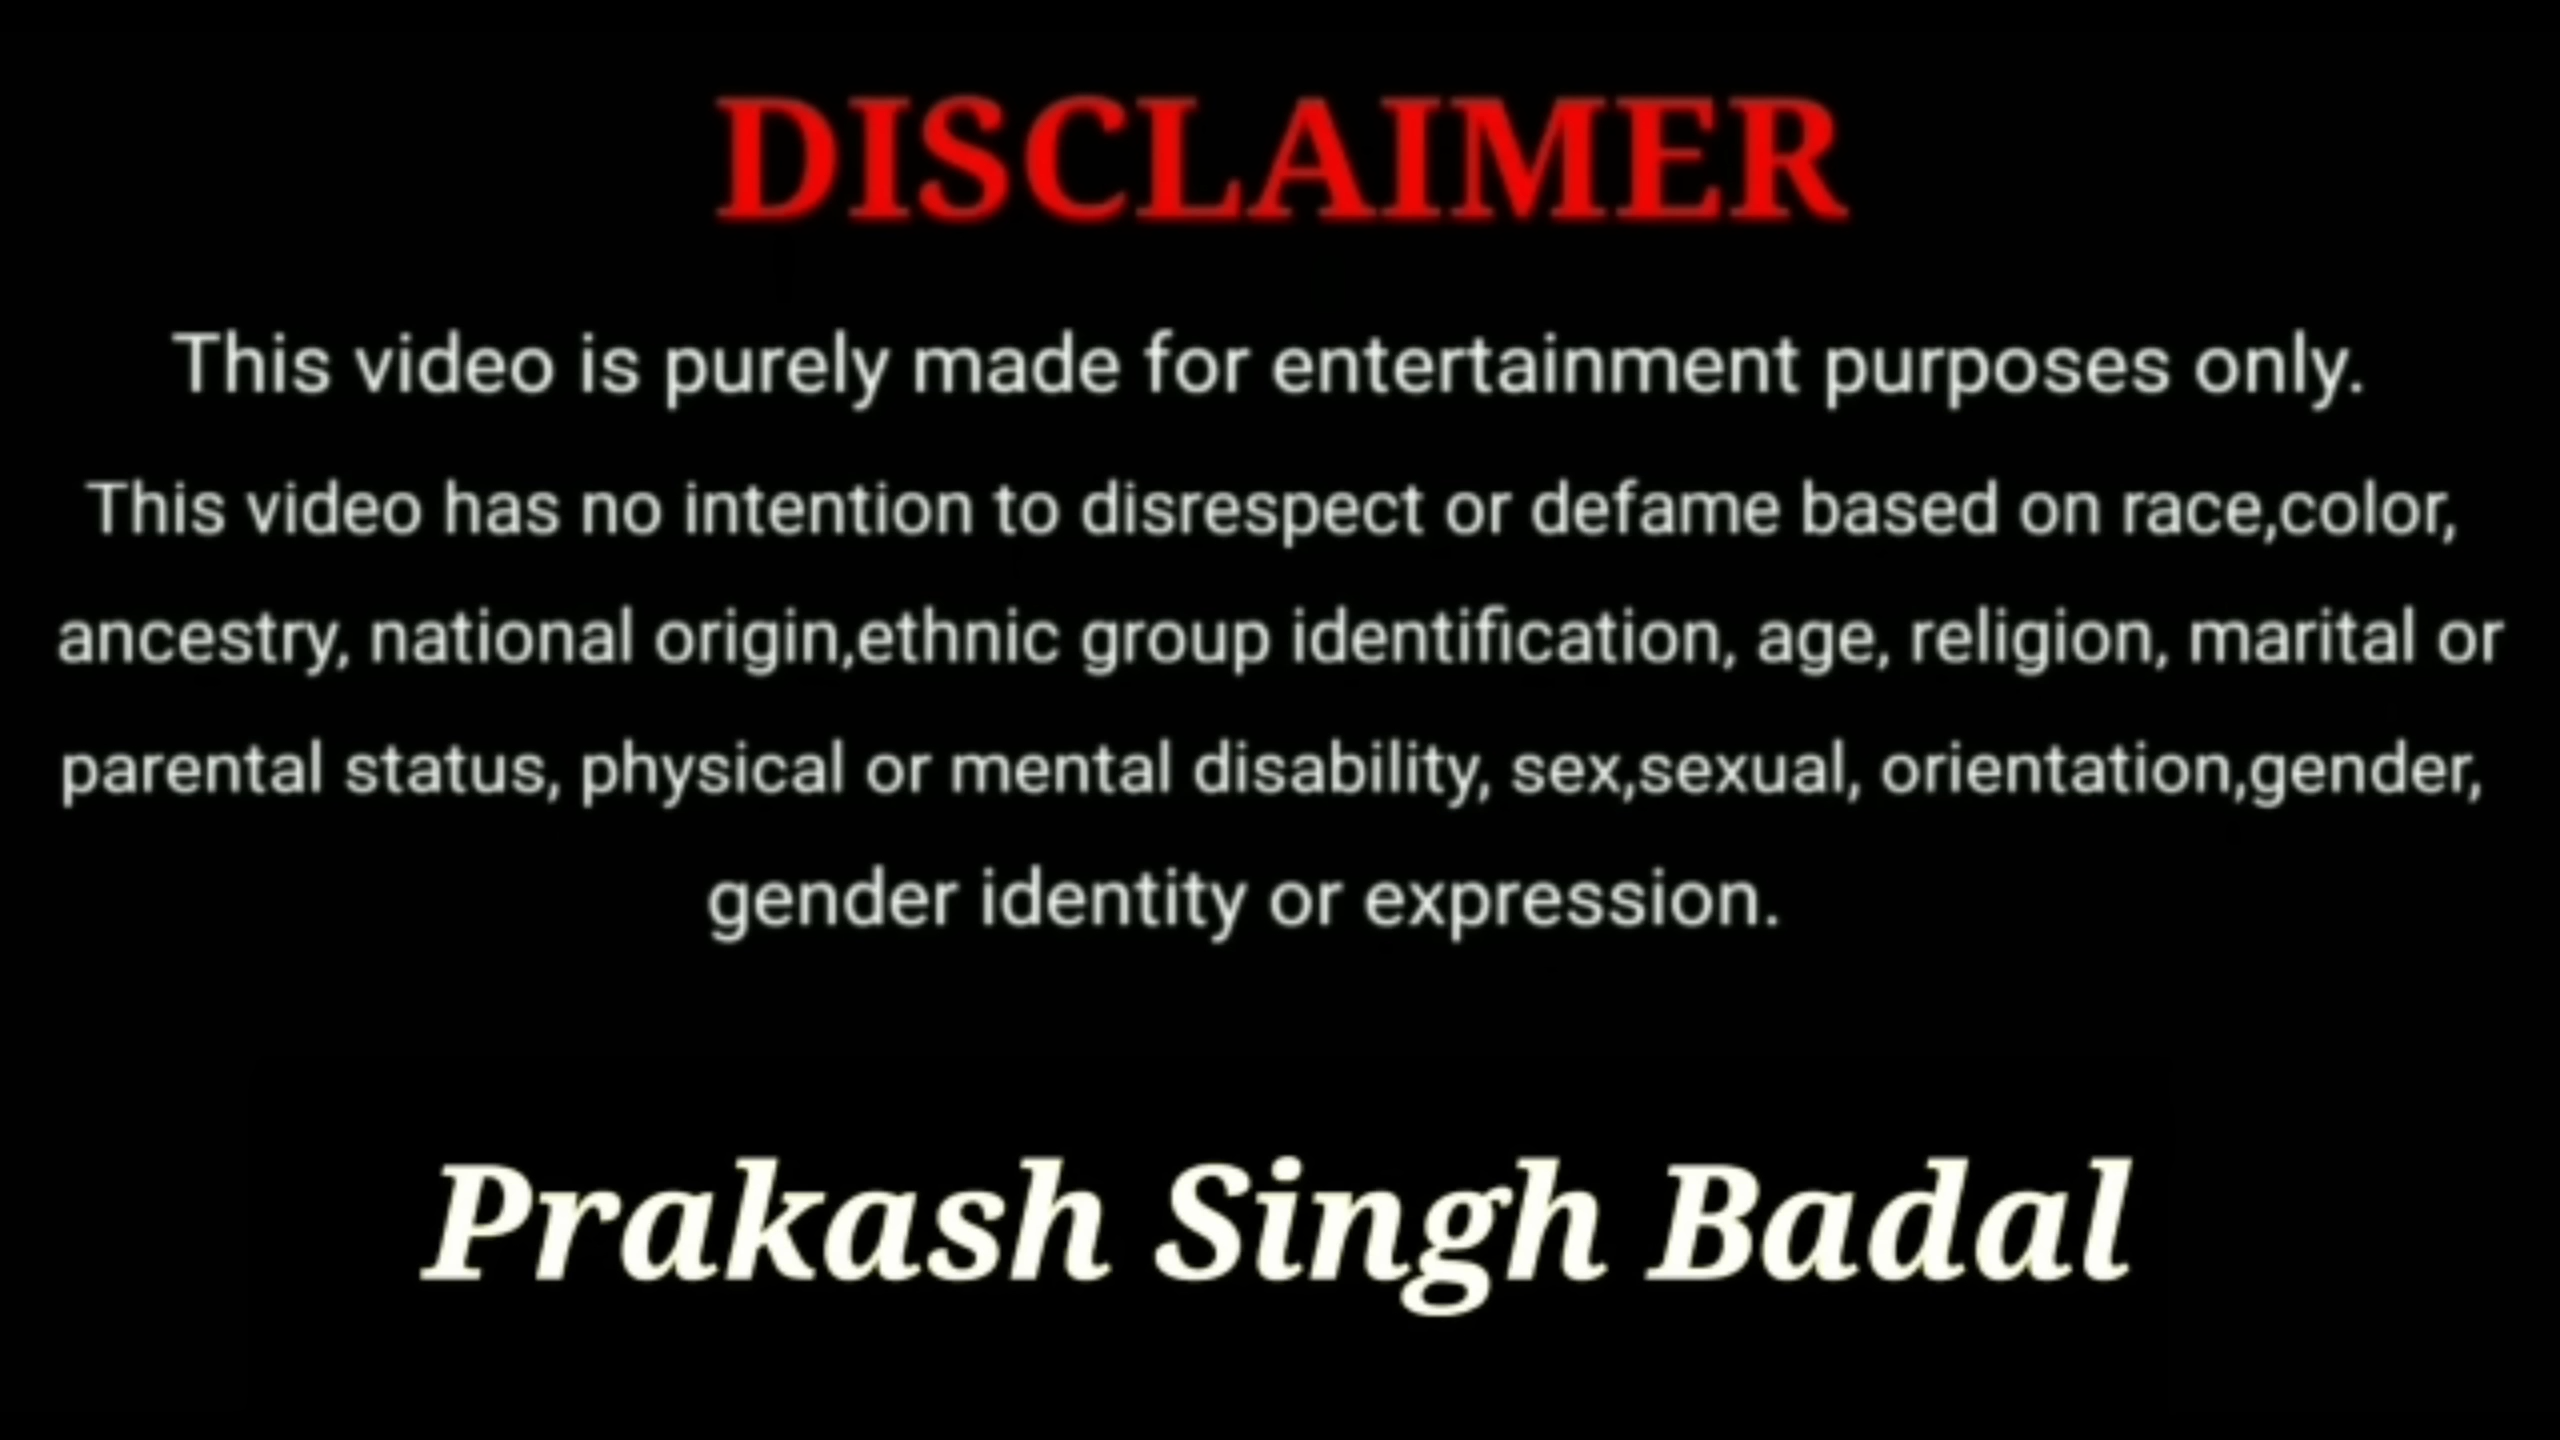 DISCLAIMER
This video is purely made for entertainment purposes only.
This video has no intention to disrespect or defame based on race,color,
ancestry, national origin,ethnic group identification, age, religion, marital or
parental status, physical or mental disability, sex,sexual, orientation,gender,
gender identity or expression.
Prakash Singh Badal